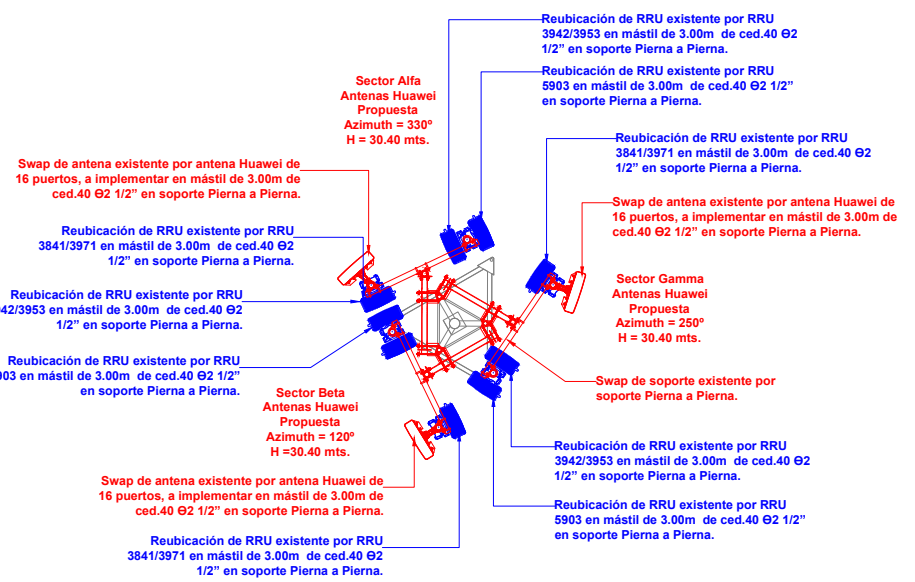 Reubicación de RRU existente por RRU
3942/3953 en mástil de 3.00m  de ced.40 Ɵ2
1/2” en soporte Pierna a Pierna.
Reubicación de RRU existente por RRU
5903 en mástil de 3.00m  de ced.40 Ɵ2 1/2”
en soporte Pierna a Pierna.
Sector Alfa
Antenas Huawei
Propuesta
Azimuth = 330º
H = 30.40 mts.
Reubicación de RRU existente por RRU
3841/3971 en mástil de 3.00m  de ced.40 Ɵ2
1/2” en soporte Pierna a Pierna.
Swap de antena existente por antena Huawei de
16 puertos, a implementar en mástil de 3.00m de
ced.40 Ɵ2 1/2” en soporte Pierna a Pierna.
Swap de antena existente por antena Huawei de
16 puertos, a implementar en mástil de 3.00m de
ced.40 Ɵ2 1/2” en soporte Pierna a Pierna.
Reubicación de RRU existente por RRU
3841/3971 en mástil de 3.00m  de ced.40 Ɵ2
1/2” en soporte Pierna a Pierna.
Sector Gamma
Antenas Huawei
Propuesta
Azimuth = 250º
H = 30.40 mts.
Reubicación de RRU existente por RRU
942/3953 en mástil de 3.00m  de ced.40 Ɵ2
1/2” en soporte Pierna a Pierna.
Reubicación de RRU existente por RRU
903 en mástil de 3.00m  de ced.40 Ɵ2 1/2”
en soporte Pierna a Pierna.
Swap de soporte existente por
soporte Pierna a Pierna.
Sector Beta
Antenas Huawei
Propuesta
Azimuth = 120º
H =30.40 mts.
Reubicación de RRU existente por RRU
3942/3953 en mástil de 3.00m  de ced.40 Ɵ2
1/2” en soporte Pierna a Pierna.
Swap de antena existente por antena Huawei de
16 puertos, a implementar en mástil de 3.00m de
ced.40 Ɵ2 1/2” en soporte Pierna a Pierna.
Reubicación de RRU existente por RRU
5903 en mástil de 3.00m  de ced.40 Ɵ2 1/2”
en soporte Pierna a Pierna.
Reubicación de RRU existente por RRU
3841/3971 en mástil de 3.00m  de ced.40 Ɵ2
1/2” en soporte Pierna a Pierna.